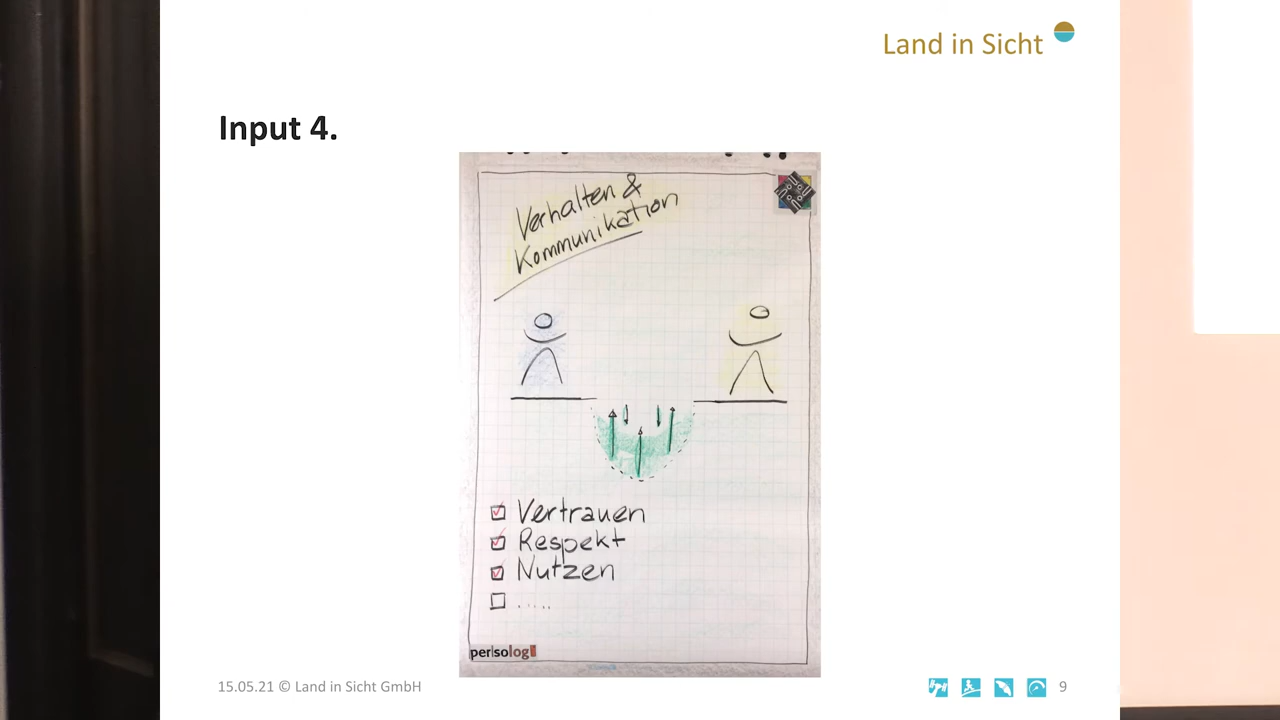 Land in Sicht
Input 4.
Verhalten &
Kommunikation
Vertrauen
Respekt
Nutzen
.....
persolog
15.05.21 © Land in Sicht GmbH
9